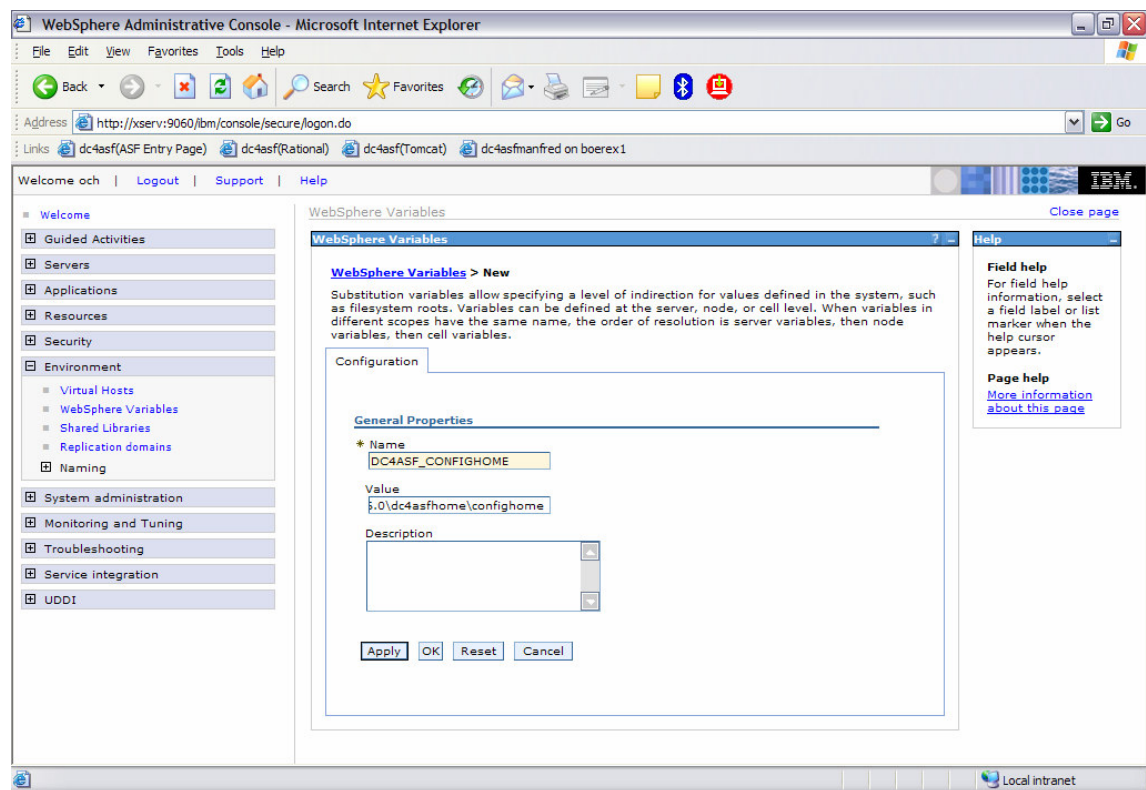 WebSphere Administrative Console - Microsoft Internet Explorer
File Edit View Favorites Tools Help
Back Search Favorites
Address http://xserv:9060/ibm/console/secure/logon.do Go
Links dc4asf(ASF Entry Page) dc4asf(Rational) dc4asf(Tomcat) dc4asfmanfred on boerex1
Welcome och | Logout | Support | Help IBM.
Welcome
Guided Activities
Servers
Applications
Resources
Security
Environment
Virtual Hosts
WebSphere Variables
Shared Libraries
Replication domains
Naming
System administration
Monitoring and Tuning
Troubleshooting
Service integration
UDDI
WebSphere Variables Close page
WebSphere Variables ? -
WebSphere Variables > New
Substitution variables allow specifying a level of indirection for values defined in the system, such
as filesystem roots. Variables can be defined at the server, node, or cell level. When variables in
different scopes have the same name, the order of resolution is server variables, then node
variables, then cell variables.
Configuration
General Properties
* Name
DC4ASF_CONFIGHOME
Value
.0\dc4asfhome\confighome
Description
Apply OK Reset Cancel
Help -
Field help
For field help
information, select
a field label or list
marker when the
help cursor
appears.
Page help
More information
about this page
Local intranet